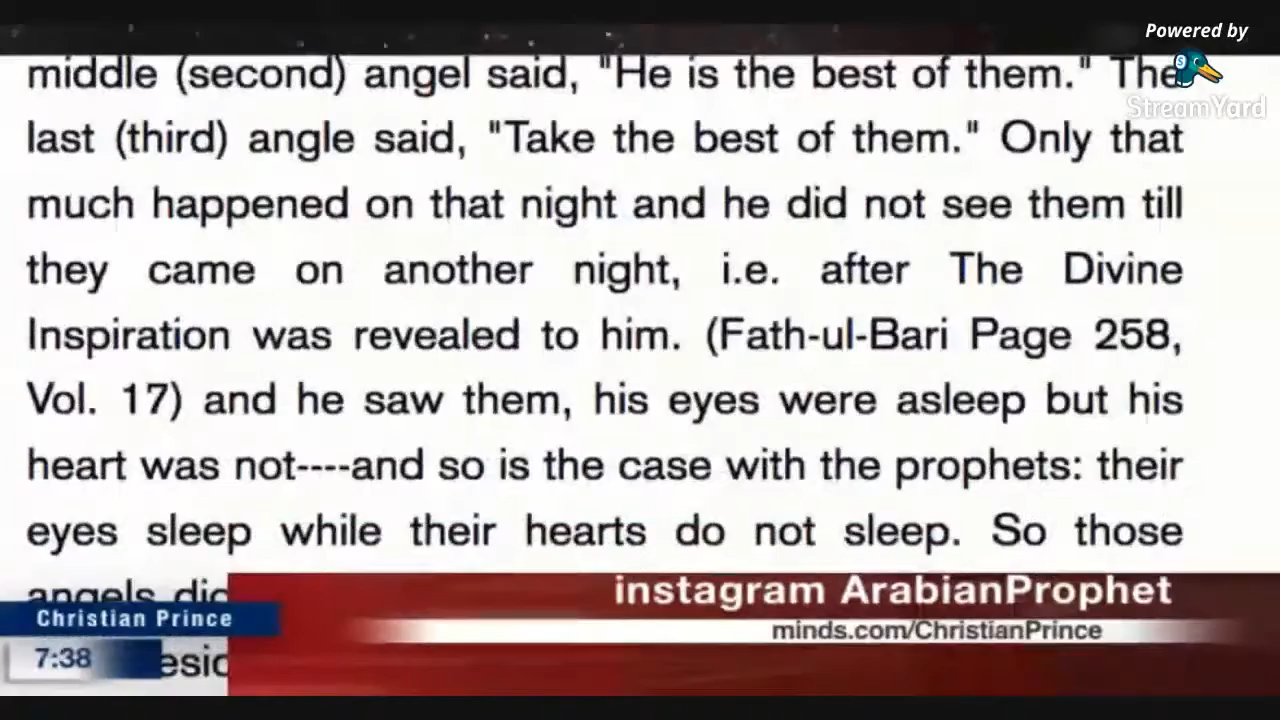 Powered by
StreamYard
middle (second) angel said, "He is the best of them." The
last (third) angle said, "Take the best of them." Only that
much happened on that night and he did not see them till
they came on another night, i.e. after The Divine
Inspiration was revealed to him. (Fath-ul-Bari Page 258,
Vol. 17) and he saw them, his eyes were asleep but his
heart was not----and so is the case with the prophets: their
eyes sleep while their hearts do not sleep. So those
angels
instagram ArabianProphet
Christian Prince
minds.com/ChristianPrince
7:38